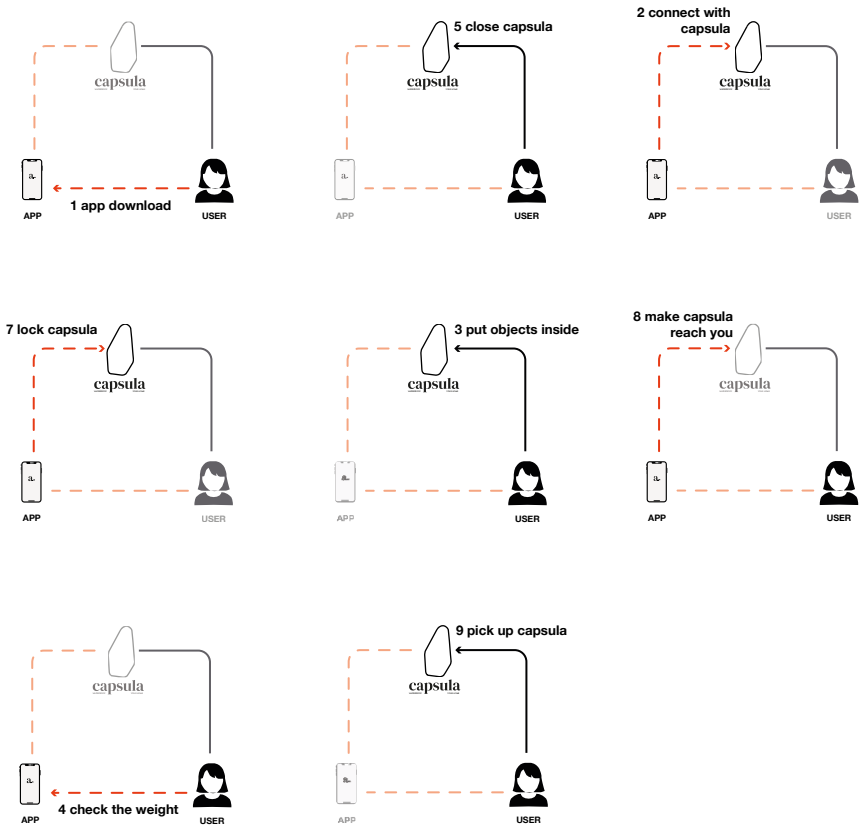 5 close capsula
2 connect with
capsula
capsula
capsula
capsula
a.
a.
a.
1 app download
APP
USER
APP
USER
APP
USER
7 lock capsula
3 put objects inside
8 make capsula
reach you
capsula
capsula
capsula
a.
a.
a.
APP
USER
APP
USER
APP
USER
9 pick up capsula
capsula
capsula
a.
a.
4 check the weight
APP
USER
APP
USER